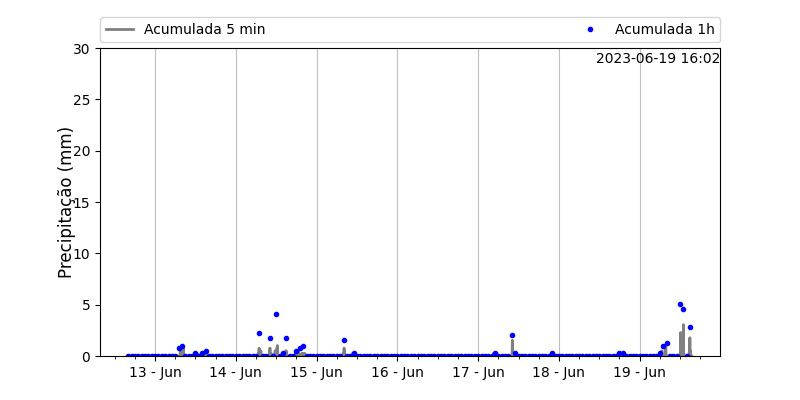 Acumulada 5 min
Acumulada 1h
2023-06-19 16:02
Precipitação (mm)
30
25
20
15
10
5
0
13 - Jun
14 - Jun
15 - Jun
16 - Jun
17 - Jun
18 - Jun
19 - Jun